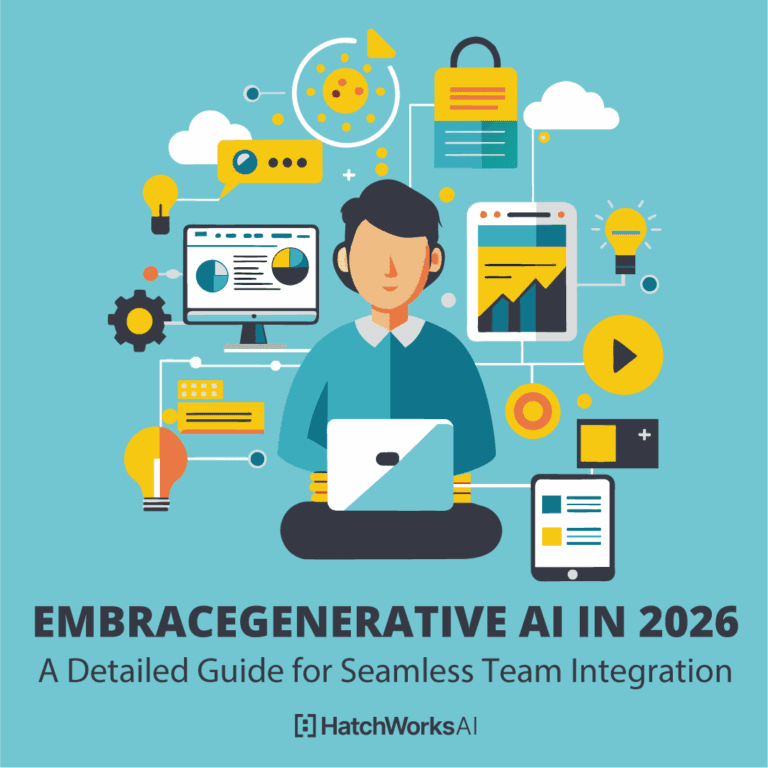 EMBRACEGENERATIVE AI IN 2026
A Detailed Guide for Seamless Team Integration
HatchWorksAI